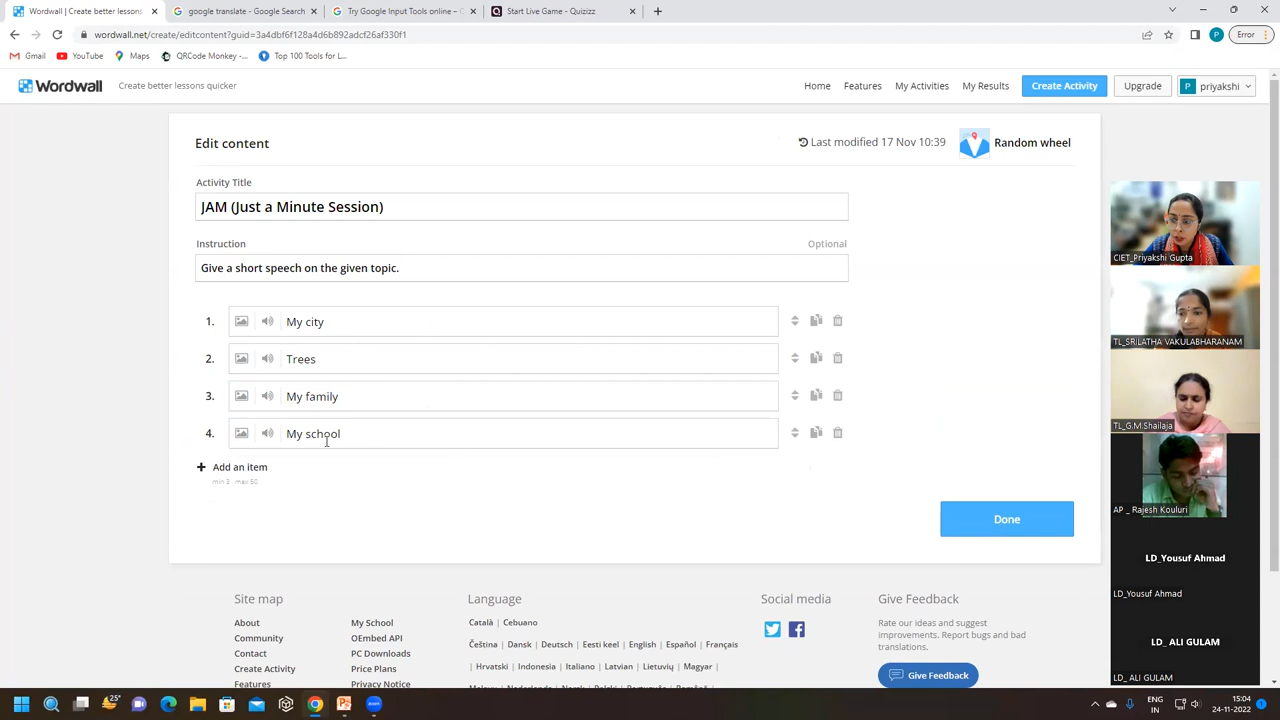 Wordwall | Create better lessons
google translate - Google Search
Try Google Input Tools online – G
Start Live Game - Quizizz
wordwall.net/create/editcontent?guid=3a4dbf6f128a4d6b892adcf26af330f1
P
Error
Gmail
YouTube
Maps
QRCode Monkey -...
Top 100 Tools for L...
Wordwall
Create better lessons quicker
Home
Features
My Activities
My Results
Create Activity
Upgrade
P
priyakshi
Edit content
Last modified 17 Nov 10:39
Random wheel
Activity Title
JAM (Just a Minute Session)
Instruction
Optional
Give a short speech on the given topic.
1. My city
2. Trees
3. My family
4. My school
+ Add an item
min 3 max 50
Done
CIET_Priyakshi Gupta
TL_SRILATHA VAKULABHARANAM
TL_G.M.Shailaja
AP _ Rajesh Kouluri
LD_Yousuf Ahmad
LD_Yousuf Ahmad
LD_ ALI GULAM
LD_ ALI GULAM
Site map
About
Community
Contact
Create Activity
Features
My School
OEmbed API
PC Downloads
Price Plans
Privacy Notice
Language
Català | Cebuano
Čeština | Dansk | Deutsch | Eesti keel | English | Español | Français
| Hrvatski | Indonesia | Italiano | Latvian | Lietuvių | Magyar |
Social media
Give Feedback
Rate our ideas and suggest
improvements. Report bugs and bad
translations.
Give Feedback
25°
ENG
IN
15:04
24-11-2022